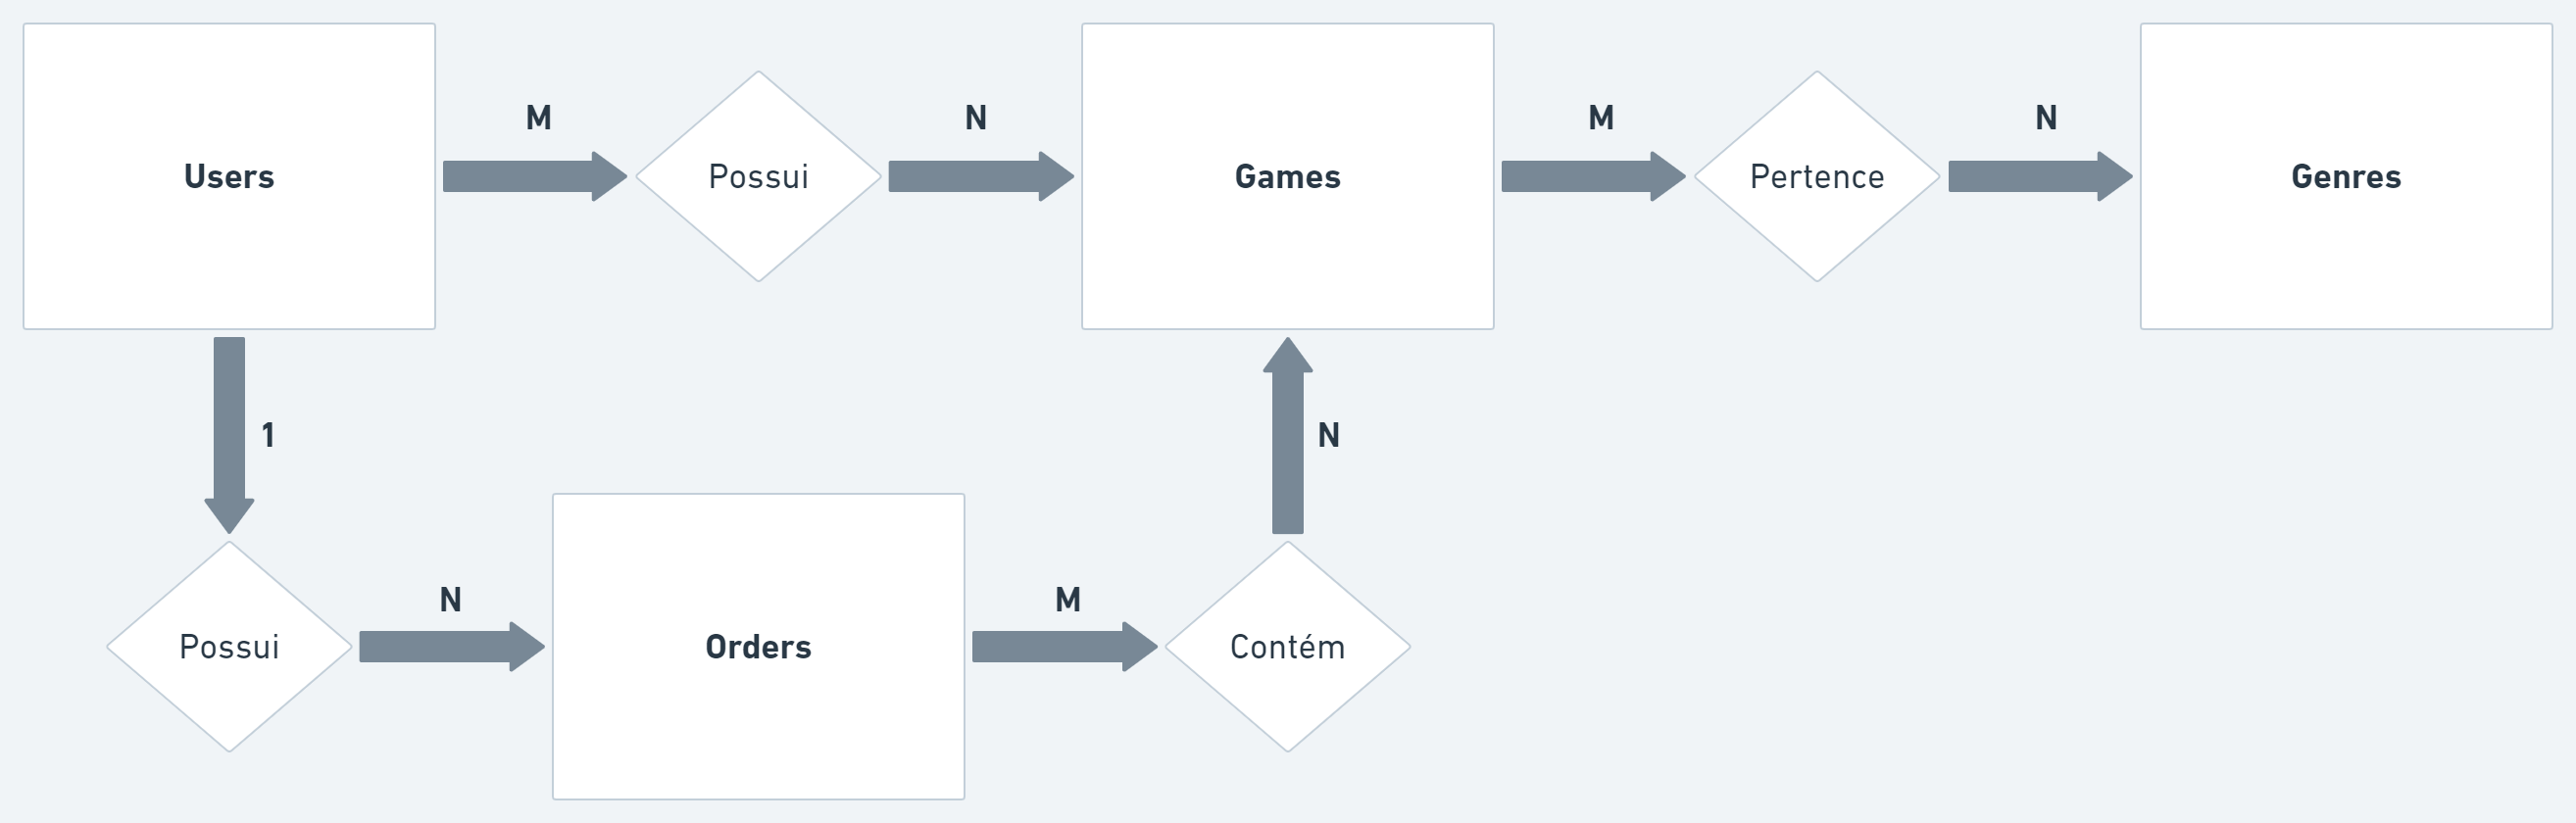 M
N
M
N
Users
Possui
Games
Pertence
Genres
1
N
N
M
Possui
Orders
Contém